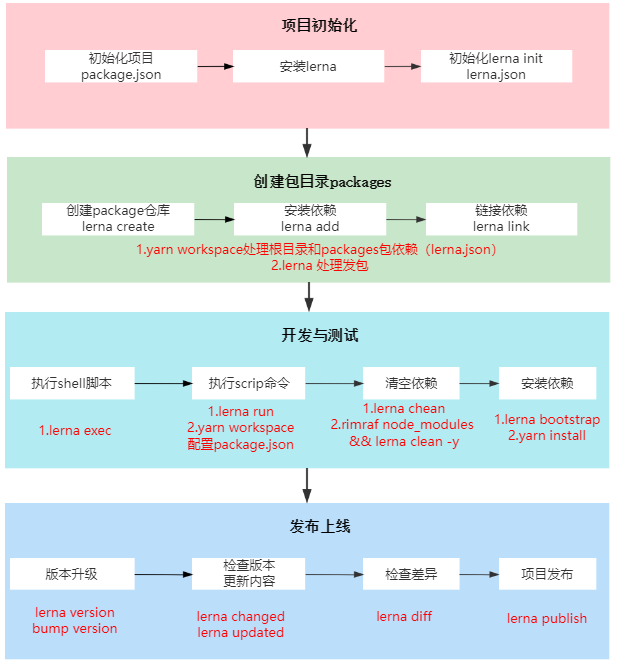 项目初始化
初始化项目
package.json
安装lerna
初始化lerna init
lerna.json
创建包目录packages
创建package仓库
lerna create
安装依赖
lerna add
链接依赖
lerna link
1.yarn workspace处理根目录和packages包依赖（lerna.json）
2.lerna 处理发包
开发与测试
执行shell脚本
执行scrip命令
清空依赖
安装依赖
1.lerna exec
1.lerna run
2.yarn workspace
配置package.json
1.lerna chean
2.rimraf node_modules
&& lerna clean -y
1.lerna bootstrap
2.yarn install
发布上线
版本升级
检查版本
更新内容
检查差异
项目发布
lerna version
bump version
lerna changed
lerna updated
lerna diff
lerna publish